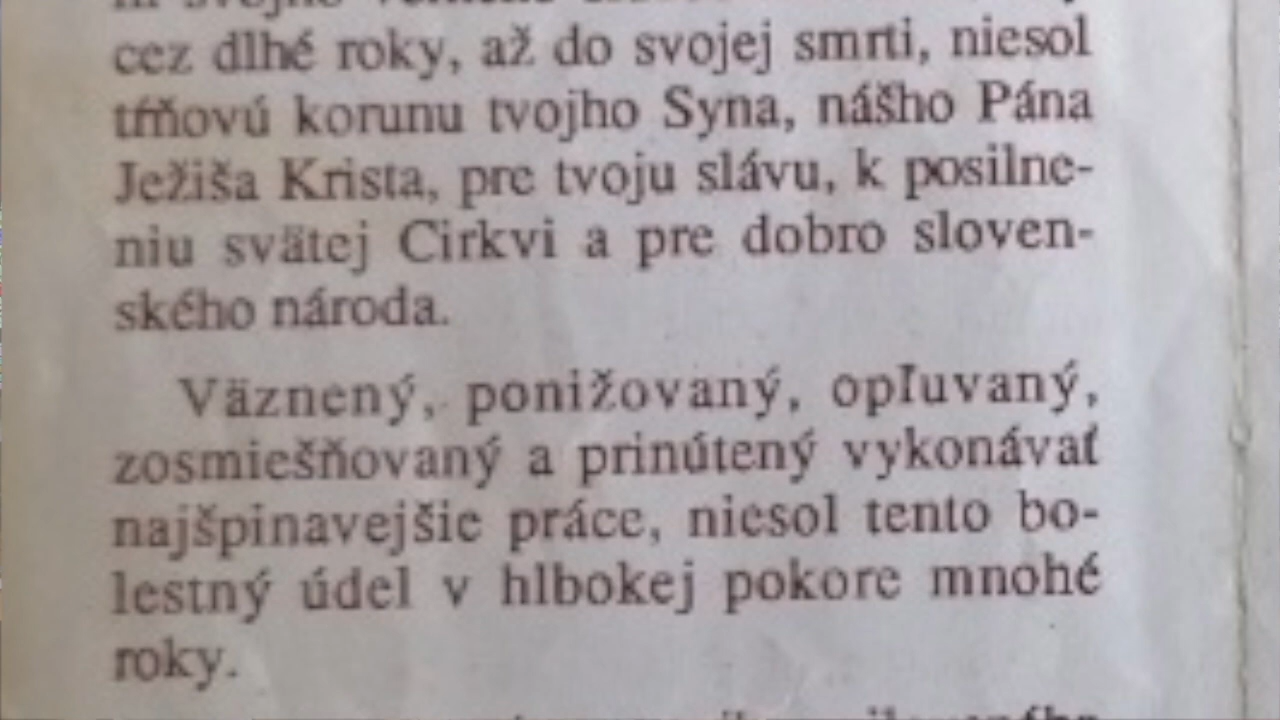 cez dlhé roky, až do svojej smrti, niesol
tŕňovú korunu tvojho Syna, nášho Pána
Ježiša Krista, pre tvoju slávu, k posilne-
niu svätej Cirkvi a pre dobro sloven-
ského národa.
Väznený, ponižovaný, opľuvaný,
zosmiešňovaný a prinútený vykonávať
najšpinavejšie práce, niesol tento bo-
lestný údel v hlbokej pokore mnohé
roky.